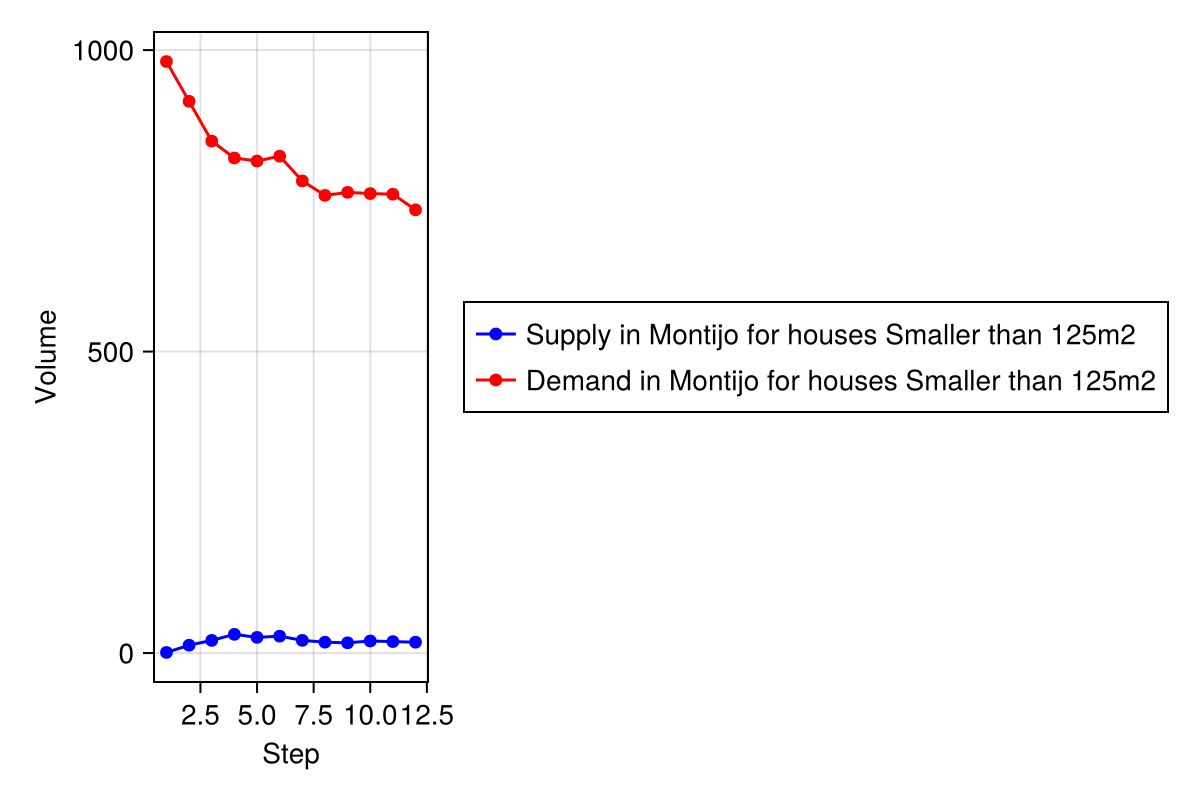 1000
500
0
Volume
2.5 5.0 7.5 10.0 12.5
Step
Supply in Montijo for houses Smaller than 125m2
Demand in Montijo for houses Smaller than 125m2